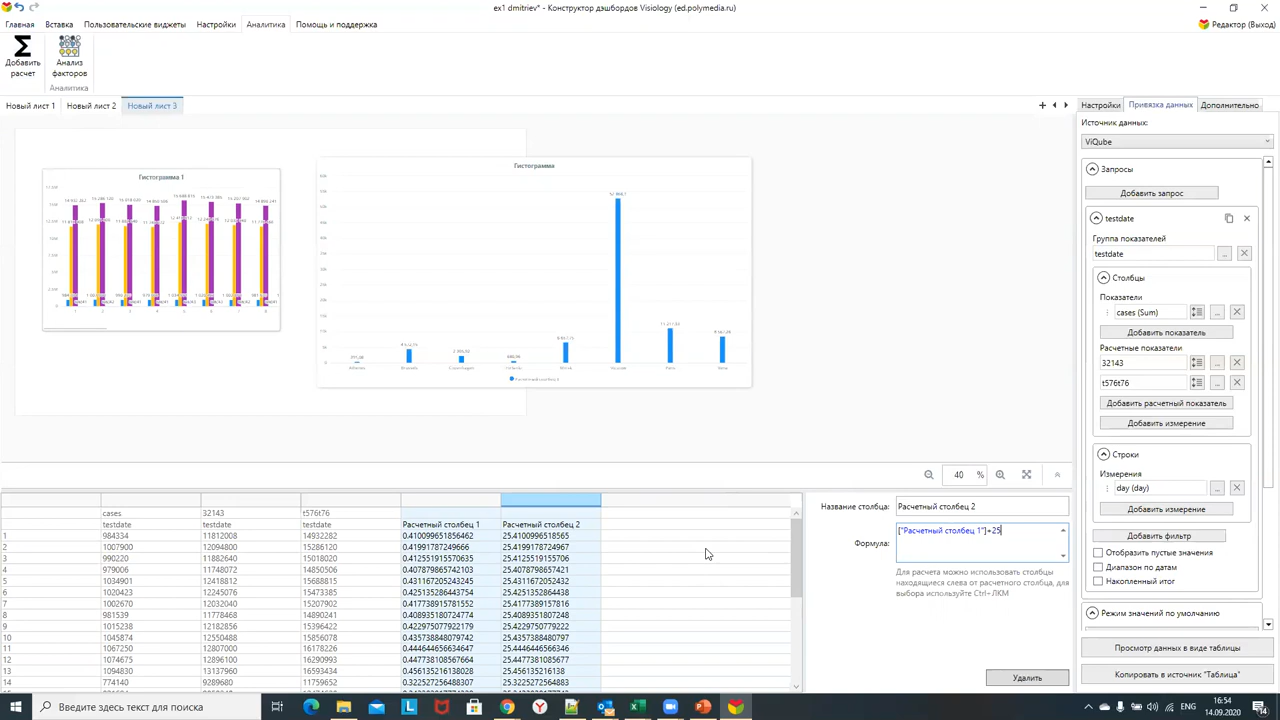 ex1 dmitriev* - Конструктор дэшбордов Visiology (ed.polymedia.ru)
Главная Вставка Пользовательские виджеты Настройки Аналитика Помощь и поддержка
Редактор (Выход)
Добавить расчет
Анализ факторов
Аналитика
Новый лист 1 Новый лист 2 Новый лист 3
Гистограмма 1
Гистограмма
Настройки Привязка данных Дополнительно
Источник данных:
ViQube
Запросы
Добавить запрос
testdate
Группа показателей
testdate
Столбцы
Показатели
cases (Sum)
Добавить показатель
Расчетные показатели
32143
t576t76
Добавить расчетный показатель
Добавить измерение
Строки
Измерения
day (day)
Добавить измерение
Добавить фильтр
Отобразить пустые значения
Диапазон по датам
Накопленный итог
Режим значений по умолчанию
Просмотр данных в виде таблицы
Копировать в источник "Таблица"
40 %
cases 32143 t576t76
testdate testdate testdate Расчетный столбец 1 Расчетный столбец 2
1 984334 11812008 14932282 0.410099651856462 25.4100996518565
2 1007900 12094800 15286120 0.41991787249666 25.4199178724967
3 990220 11882640 15018020 0.412551915570635 25.4125519155706
4 979006 11748072 14850506 0.407879865742103 25.4078798657421
5 1034901 12418812 15688815 0.431167205243245 25.4311672052432
6 1020423 12245076 15473385 0.425135286443754 25.4251352864438
7 1002670 12032040 15207902 0.417738915781552 25.4177389157816
8 981539 11778468 14890241 0.408935180724774 25.4089351807248
9 1015238 12182856 15396422 0.422975077922179 25.4229750779222
10 1045874 12550488 15856078 0.435738848079742 25.4357388480797
11 1067250 12807000 16178226 0.444644656634647 25.4446446566346
12 1074675 12896100 16290993 0.447738108567664 25.4477381085677
13 1094830 13137960 16593434 0.456135216138028 25.456135216138
14 774140 9289680 11759652 0.322527256488307 25.3225272564883
Название столбца: Расчетный столбец 2
Формула: ["Расчетный столбец 1"]+25
Для расчета можно использовать столбцы
находящиеся слева от расчетного столбца, для
выбора используйте Ctrl+ЛКМ
Удалить
Введите здесь текст для поиска
РУС
16:54
14.09.2020